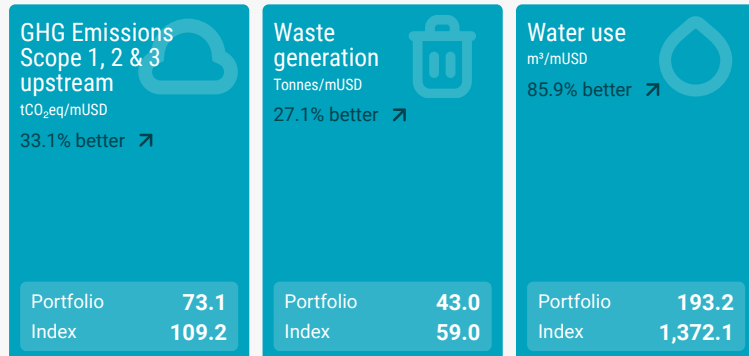 GHG Emissions
Scope 1, 2 & 3
upstream
tCO₂eq/mUSD
33.1% better
Portfolio 73.1
Index 109.2
Waste
generation
Tonnes/mUSD
27.1% better
Portfolio 43.0
Index 59.0
Water use
m³/mUSD
85.9% better
Portfolio 193.2
Index 1,372.1